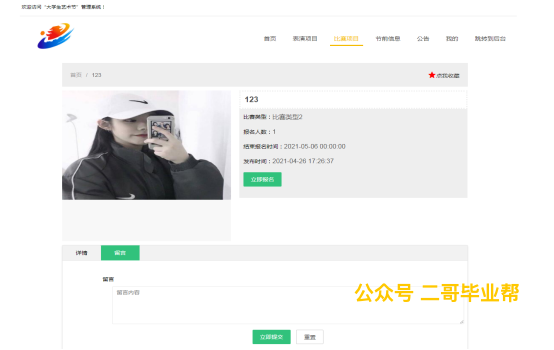 欢迎访问 "大学生艺术节" 管理系统！
首页 表演项目 比赛项目 节前信息 公告 我的 跳转到后台
首页 / 123
点我收藏
123
比赛类型：比赛类型2
报名人数：1
结束报名时间：2021-05-06 00:00:00
发布时间：2021-04-26 17:26:37
立即报名
详情 留言
留言
留言内容
公众号 二哥毕业帮
立即提交 重置